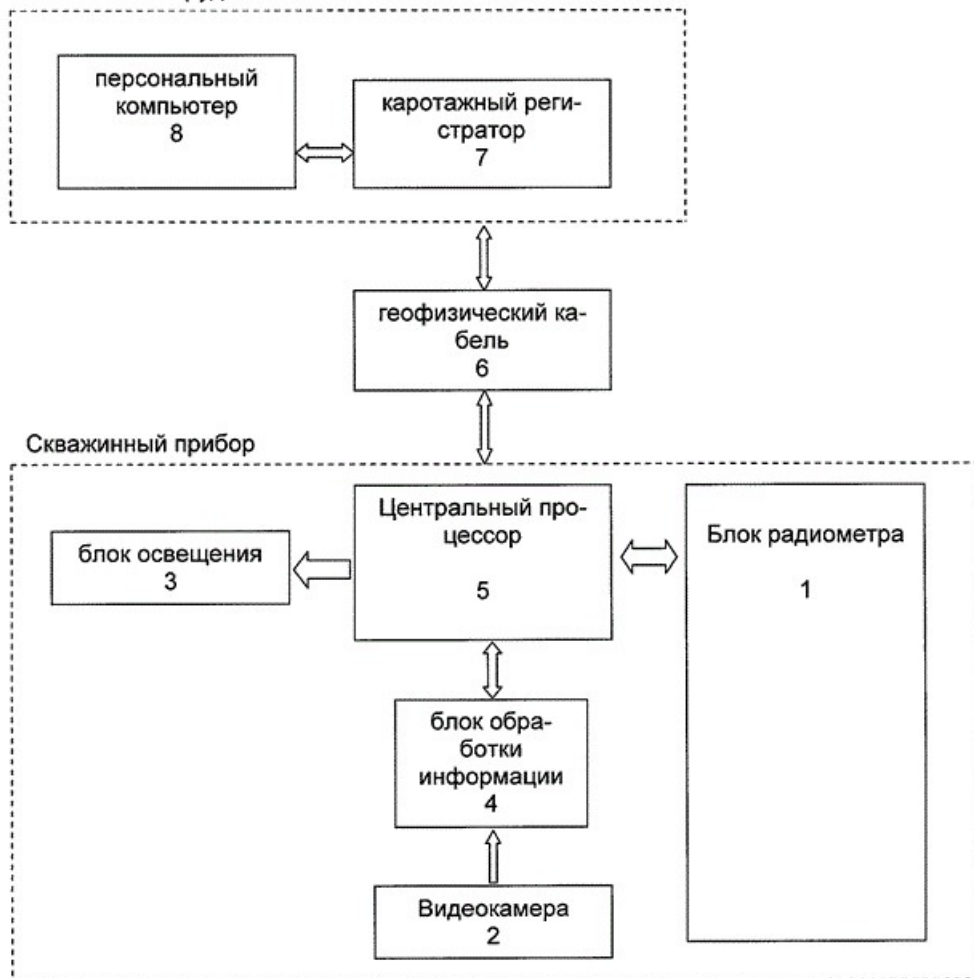 персональный
компьютер
8
каротажный реги-
стратор
7
геофизический ка-
бель
6
Скважинный прибор
Центральный про-
цессор
5
блок освещения
3
Блок радиометра
1
блок обра-
ботки
информации
4
Видеокамера
2